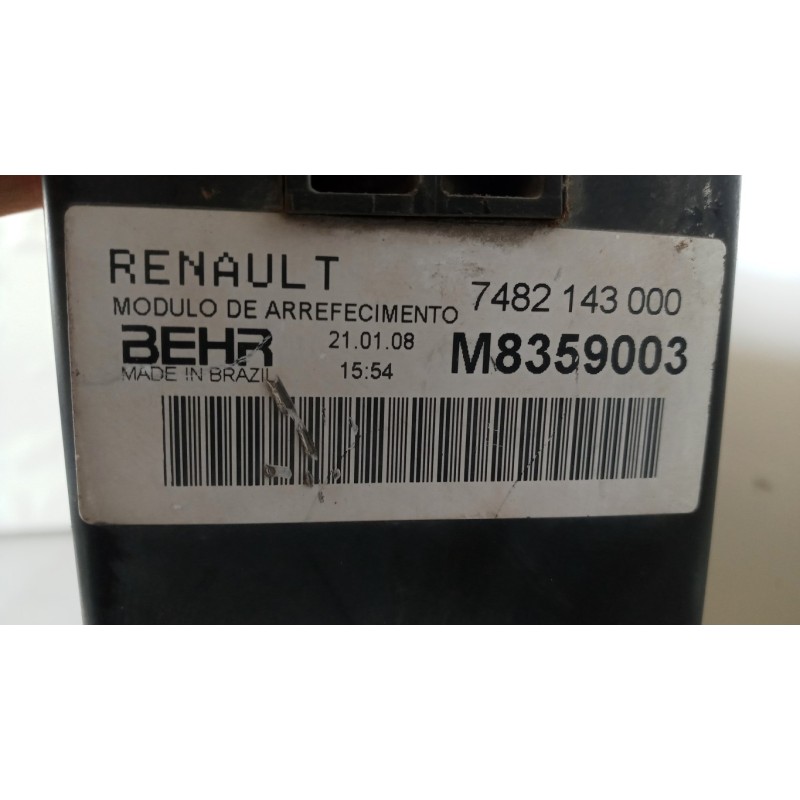 RENAULT
MODULO DE ARREFECIMENTO 7482 143 000
BEHR 21.01.08 M8359003
MADE IN BRAZIL 15:54